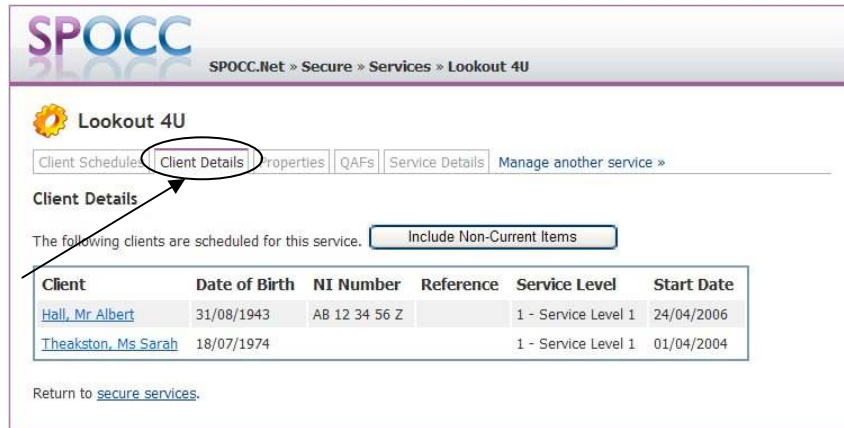 SPOCC
SPOCC.Net » Secure » Services » Lookout 4U
Lookout 4U
Client Schedules Client Details Properties QAFs Service Details Manage another service »
Client Details
The following clients are scheduled for this service. Include Non-Current Items
Client Date of Birth NI Number Reference Service Level Start Date
Hall, Mr Albert 31/08/1943 AB 12 34 56 Z 1 - Service Level 1 24/04/2006
Theakston, Ms Sarah 18/07/1974 1 - Service Level 1 01/04/2004
Return to secure services.